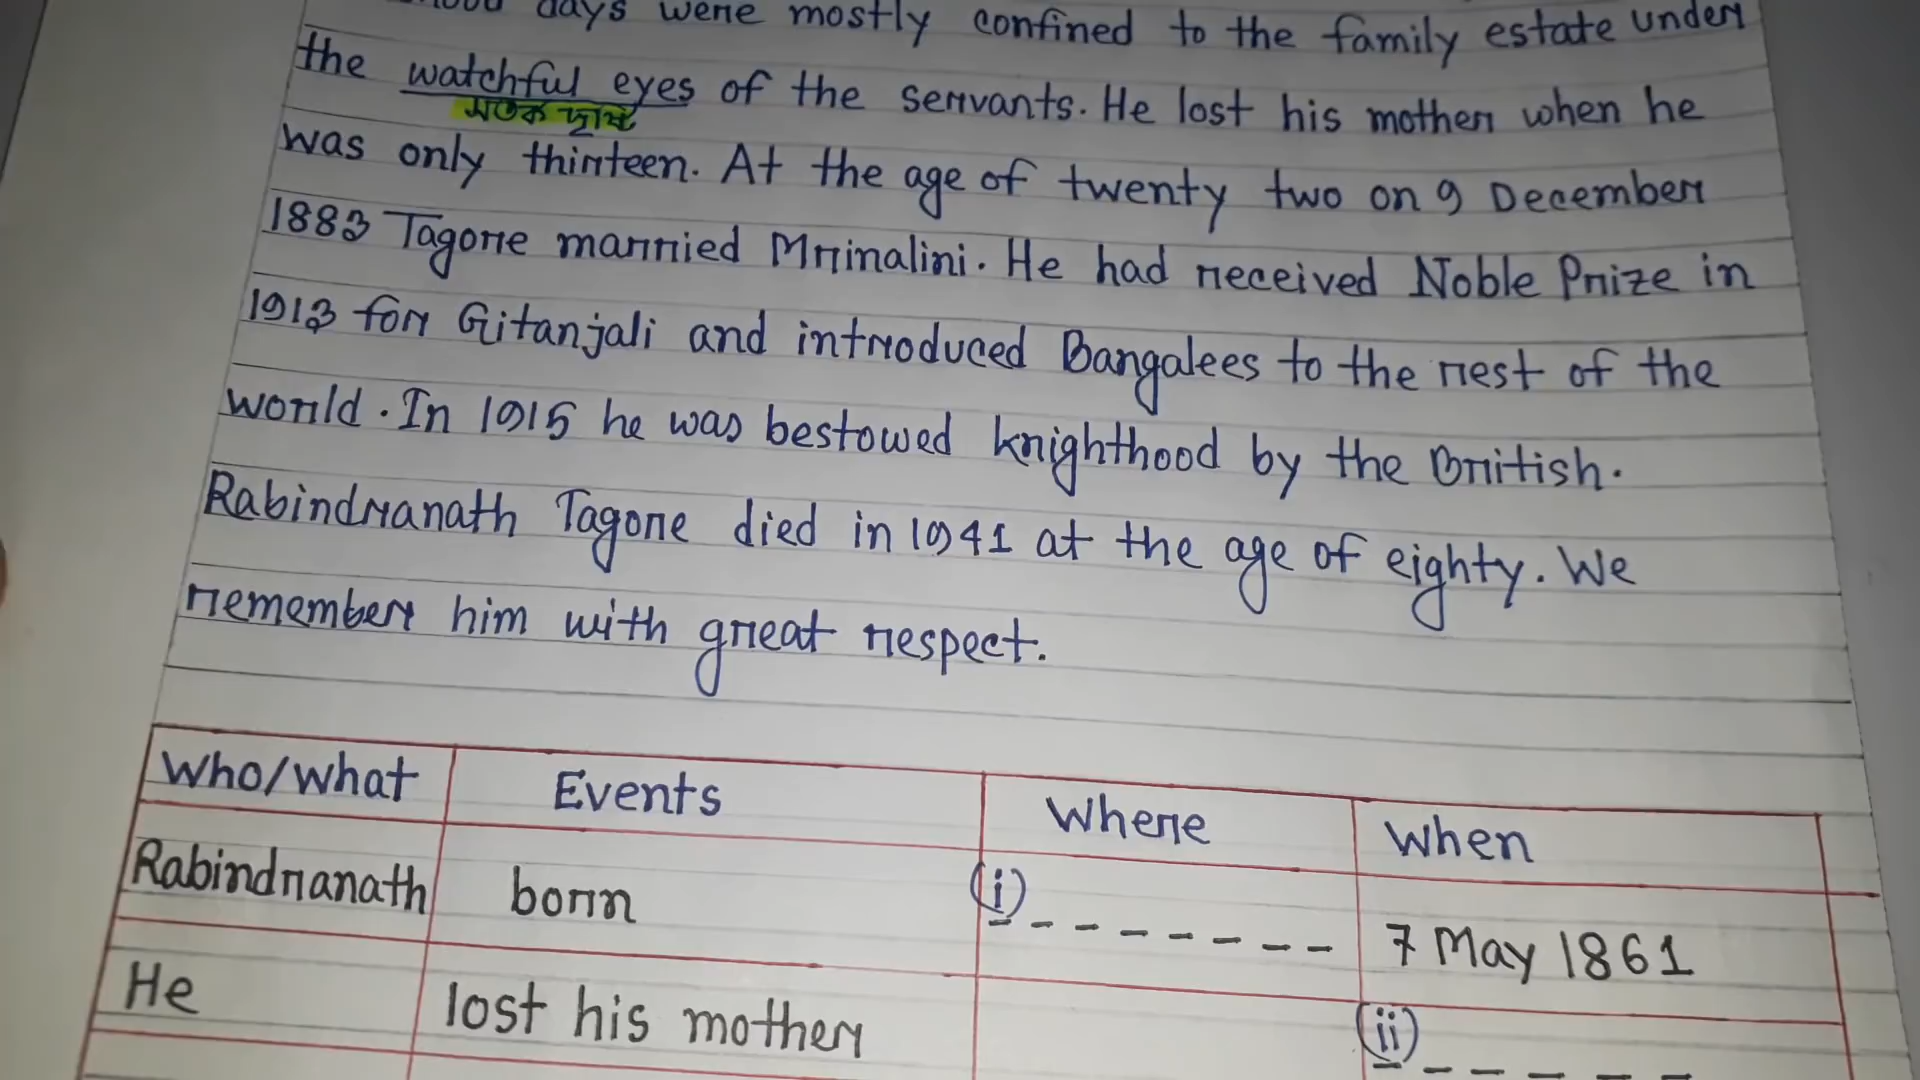 days were mostly confined to the family estate under
the watchful eyes of the servants. He lost his mother when he
সতর্ক দৃষ্টি
was only thirteen. At the age of twenty two on 9 December
1883 Tagore married Mrinalini. He had received Noble Prize in
1913 for Gitanjali and introduced Bangalees to the rest of the
world. In 1915 he was bestowed knighthood by the British.
Rabindranath Tagore died in 1941 at the age of eighty. We
remember him with great respect.
Who/what Events Where When
Rabindranath born (i) _ _ _ _ _ _ _ _ 7 May 1861
He lost his mother (ii) _ _ _ _ _ _